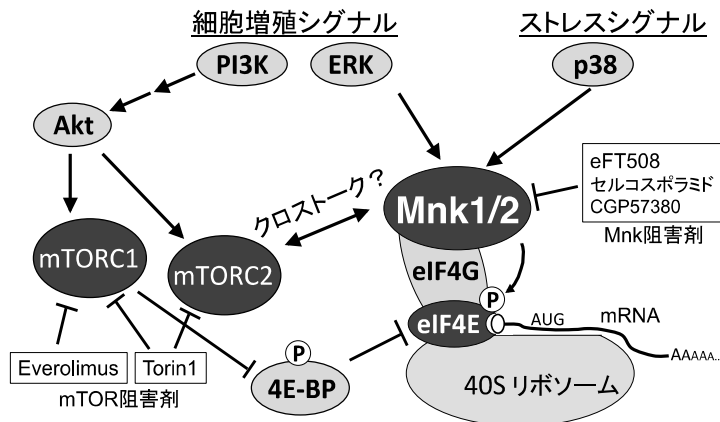 細胞増殖シグナル
ストレスシグナル
PI3K
ERK
p38
Akt
eFT508
セルコスポラミド
CGP57380
Mnk阻害剤
クロストーク？
Mnk1/2
mTORC1
mTORC2
eIF4G
P
eIF4E
AUG
mRNA
AAAAA..
Everolimus
Torin1
mTOR阻害剤
P
4E-BP
40S リボソーム